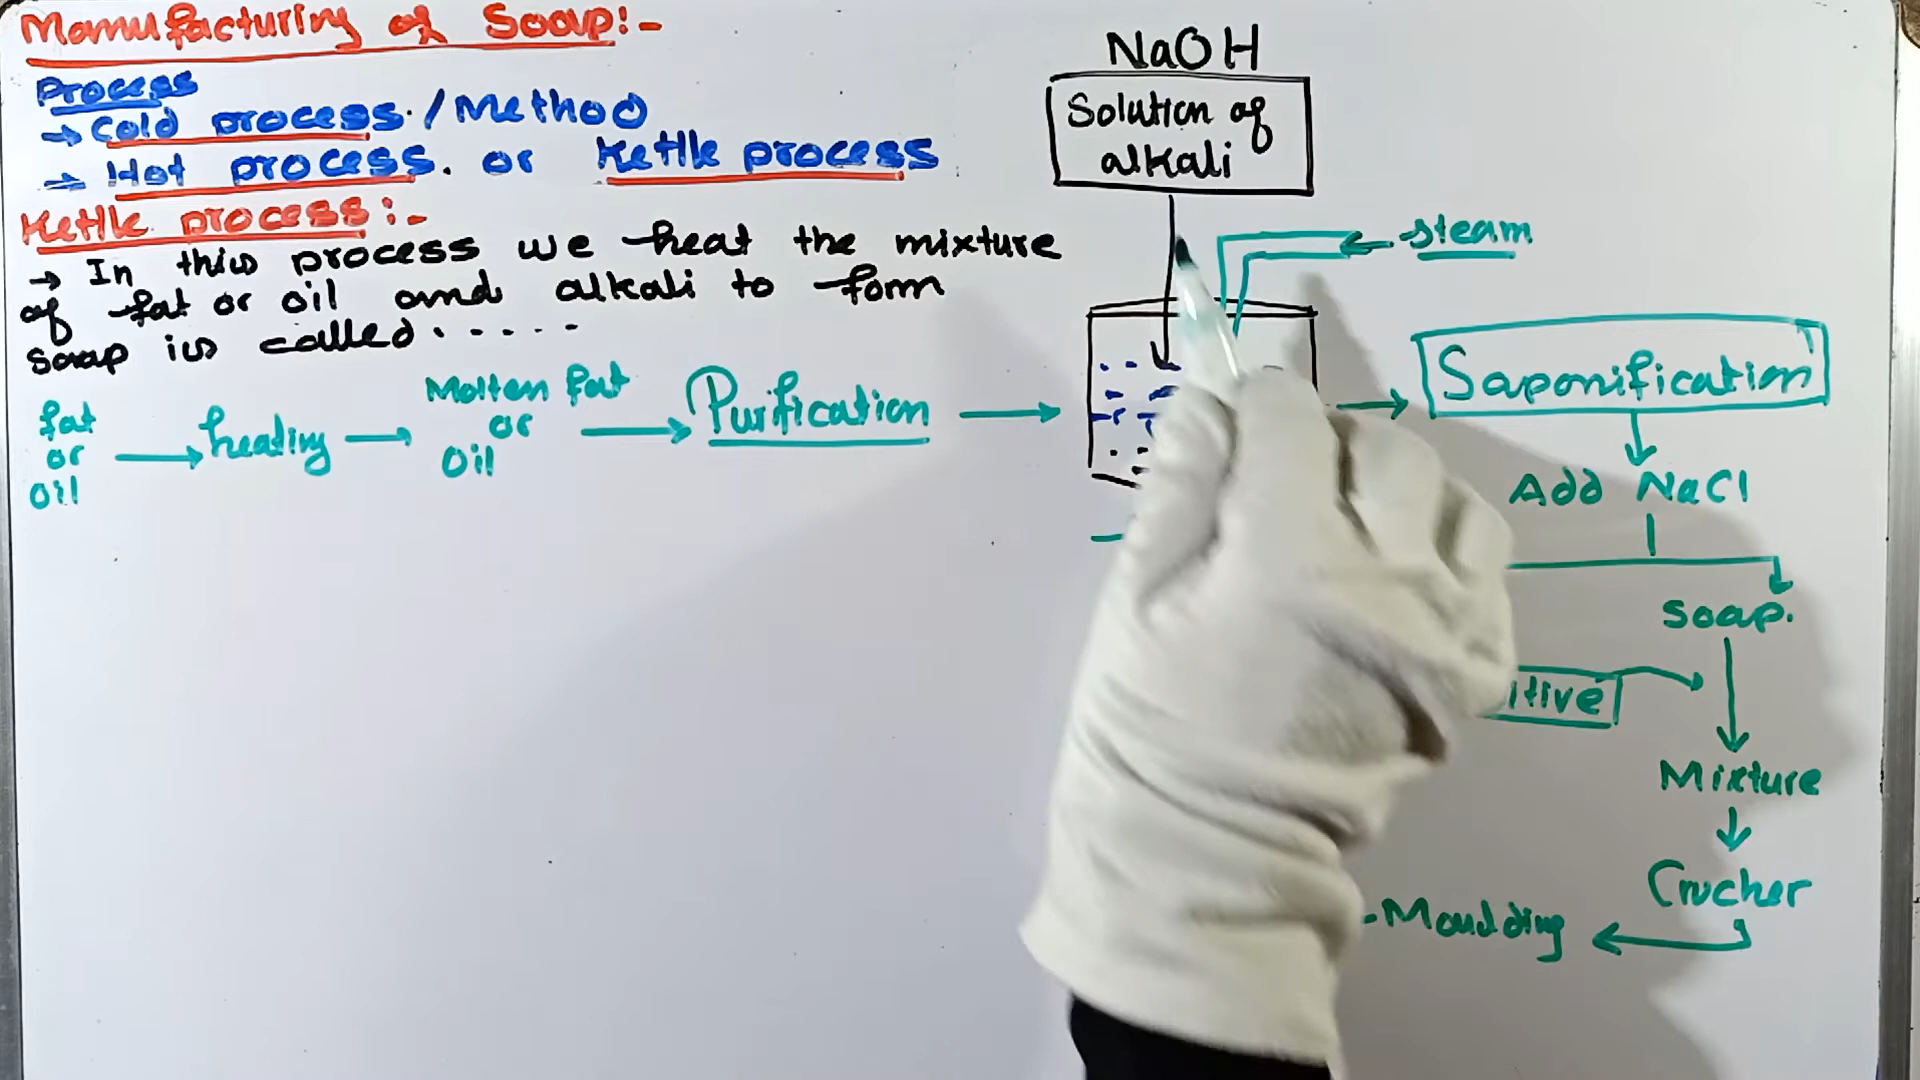 Manufacturing of Soap:-
Process
→ Cold process. / Method
→ Hot process. or Kettle process
Kettle process:-
→ In this process we heat the mixture
of fat or oil and alkali to form
soap is called.....
fat
or
oil
→ heating →
Molten fat
or
Oil
→ Purification →
NaOH
Solution of
alkali
← steam
→ Saponification
Add NaCl
soap.
itive
Mixture
Crucher
Moudding ←